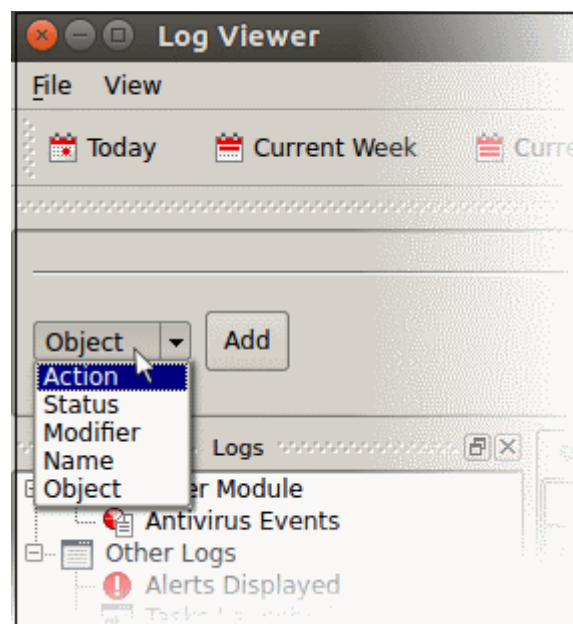 Log Viewer
File View
Today Current Week Curre
Object Add
Action
Status
Modifier
Name
Object
Logs
er Module
Antivirus Events
Other Logs
Alerts Displayed